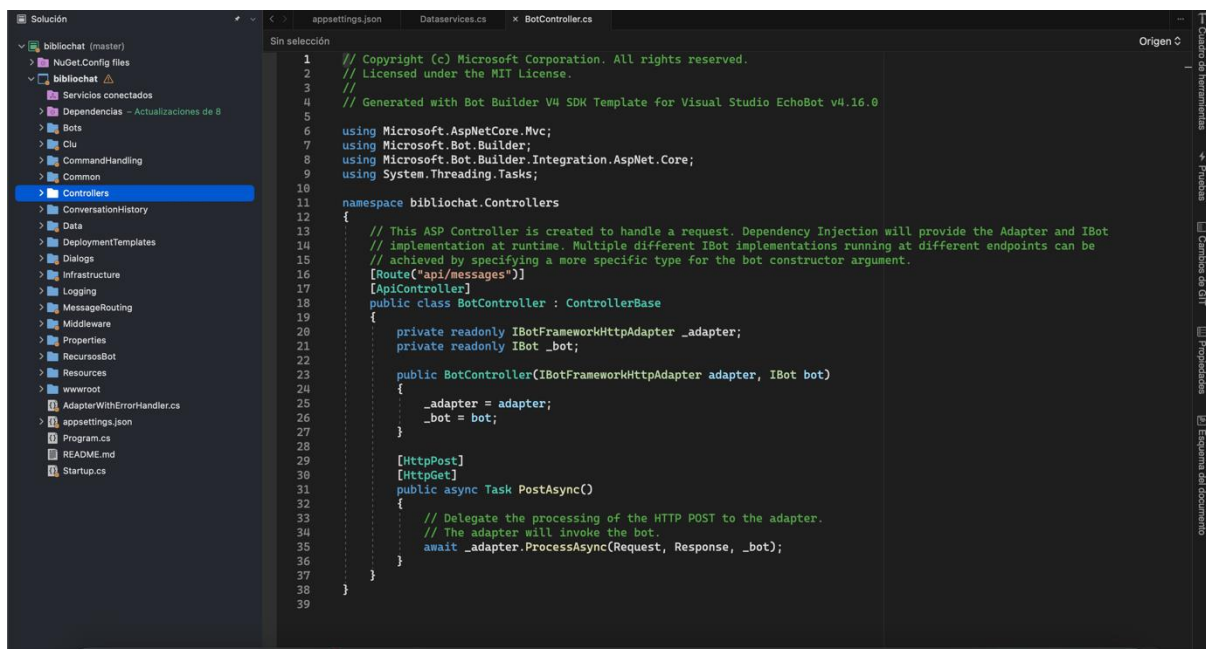 Solución
bibliochat (master)
NuGet.Config files
bibliochat
Servicios conectados
Dependencias – Actualizaciones de 8
Bots
Clu
CommandHandling
Common
Controllers
ConversationHistory
Data
DeploymentTemplates
Dialogs
Infrastructure
Logging
MessageRouting
Middleware
Properties
RecursosBot
Resources
wwwroot
AdapterWithErrorHandler.cs
appsettings.json
Program.cs
README.md
Startup.cs
appsettings.json
Dataservices.cs
× BotController.cs
Sin selección
Origen
1 // Copyright (c) Microsoft Corporation. All rights reserved.
2 // Licensed under the MIT License.
3 //
4 // Generated with Bot Builder V4 SDK Template for Visual Studio EchoBot v4.16.0
5
6 using Microsoft.AspNetCore.Mvc;
7 using Microsoft.Bot.Builder;
8 using Microsoft.Bot.Builder.Integration.AspNet.Core;
9 using System.Threading.Tasks;
10
11 namespace bibliochat.Controllers
12 {
13 // This ASP Controller is created to handle a request. Dependency Injection will provide the Adapter and IBot
14 // implementation at runtime. Multiple different IBot implementations running at different endpoints can be
15 // achieved by specifying a more specific type for the bot constructor argument.
16 [Route("api/messages")]
17 [ApiController]
18 public class BotController : ControllerBase
19 {
20 private readonly IBotFrameworkHttpAdapter _adapter;
21 private readonly IBot _bot;
22
23 public BotController(IBotFrameworkHttpAdapter adapter, IBot bot)
24 {
25 _adapter = adapter;
26 _bot = bot;
27 }
28
29 [HttpPost]
30 [HttpGet]
31 public async Task PostAsync()
32 {
33 // Delegate the processing of the HTTP POST to the adapter.
34 // The adapter will invoke the bot.
35 await _adapter.ProcessAsync(Request, Response, _bot);
36 }
37 }
38 }
39
Cuadro de herramientas
Pruebas
Cambios de GIT
Propiedades
Esquema del documento